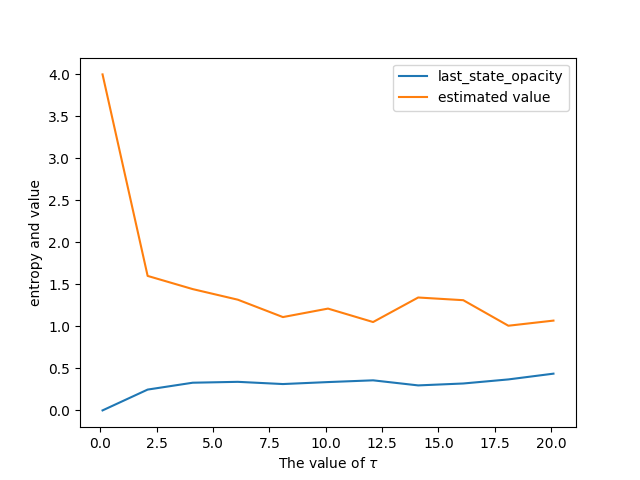 last_state_opacity
estimated value
4.0
3.5
3.0
2.5
2.0
1.5
1.0
0.5
0.0
entropy and value
0.0 2.5 5.0 7.5 10.0 12.5 15.0 17.5 20.0
The value of τ